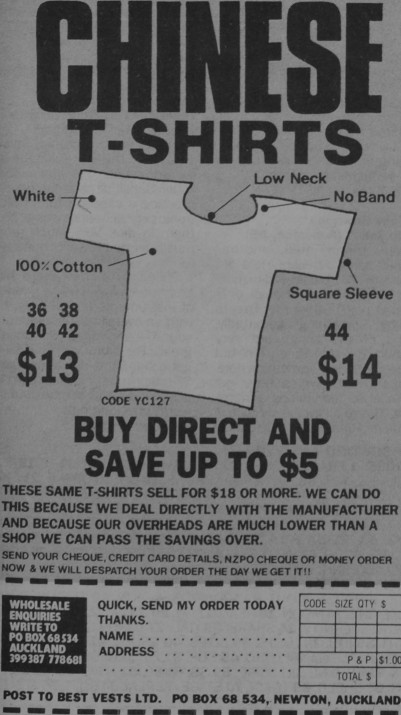 CHINESE
T-SHIRTS
Low Neck
White
No Band
100% Cotton
Square Sleeve
36 38
40 42
$13
44
$14
CODE YC127
BUY DIRECT AND
SAVE UP TO $5
THESE SAME T-SHIRTS SELL FOR $18 OR MORE. WE CAN DO
THIS BECAUSE WE DEAL DIRECTLY WITH THE MANUFACTURER
AND BECAUSE OUR OVERHEADS ARE MUCH LOWER THAN A
SHOP WE CAN PASS THE SAVINGS OVER.
SEND YOUR CHEQUE, CREDIT CARD DETAILS, NZPO CHEQUE OR MONEY ORDER
NOW & WE WILL DESPATCH YOUR ORDER THE DAY WE GET IT!!
WHOLESALE
ENQUIRIES
WRITE TO
PO BOX 68534
AUCKLAND
399387 778681
QUICK, SEND MY ORDER TODAY
THANKS.
NAME
ADDRESS
CODE SIZE QTY $
P & P $1.00
TOTAL $
POST TO BEST VESTS LTD. PO BOX 68 534, NEWTON, AUCKLAND